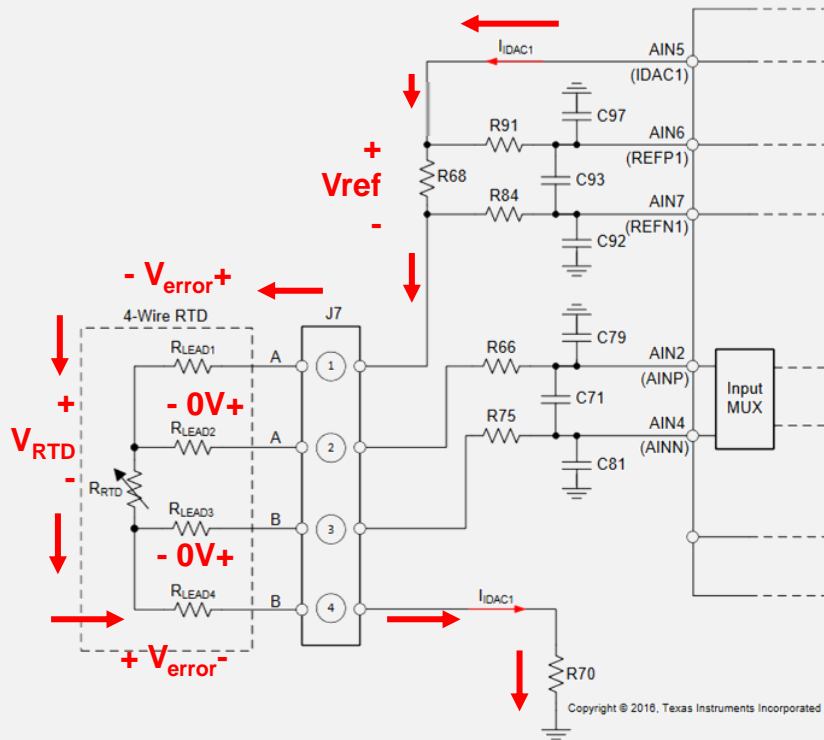 IIDAC1
AIN5
(IDAC1)
C97
R91
AIN6
(REFP1)
+
Vref
-
R68
C93
R84
AIN7
(REFN1)
C92
- Verror+
4-Wire RTD
J7
C79
RLEAD1
A
1
R66
AIN2
(AINP)
Input
MUX
+
VRTD
-
- 0V+
C71
R75
RLEAD2
A
2
AIN4
(AINN)
C81
RRTD
RLEAD3
B
3
- 0V+
RLEAD4
B
4
IIDAC1
+ Verror-
R70
Copyright © 2016, Texas Instruments Incorporated